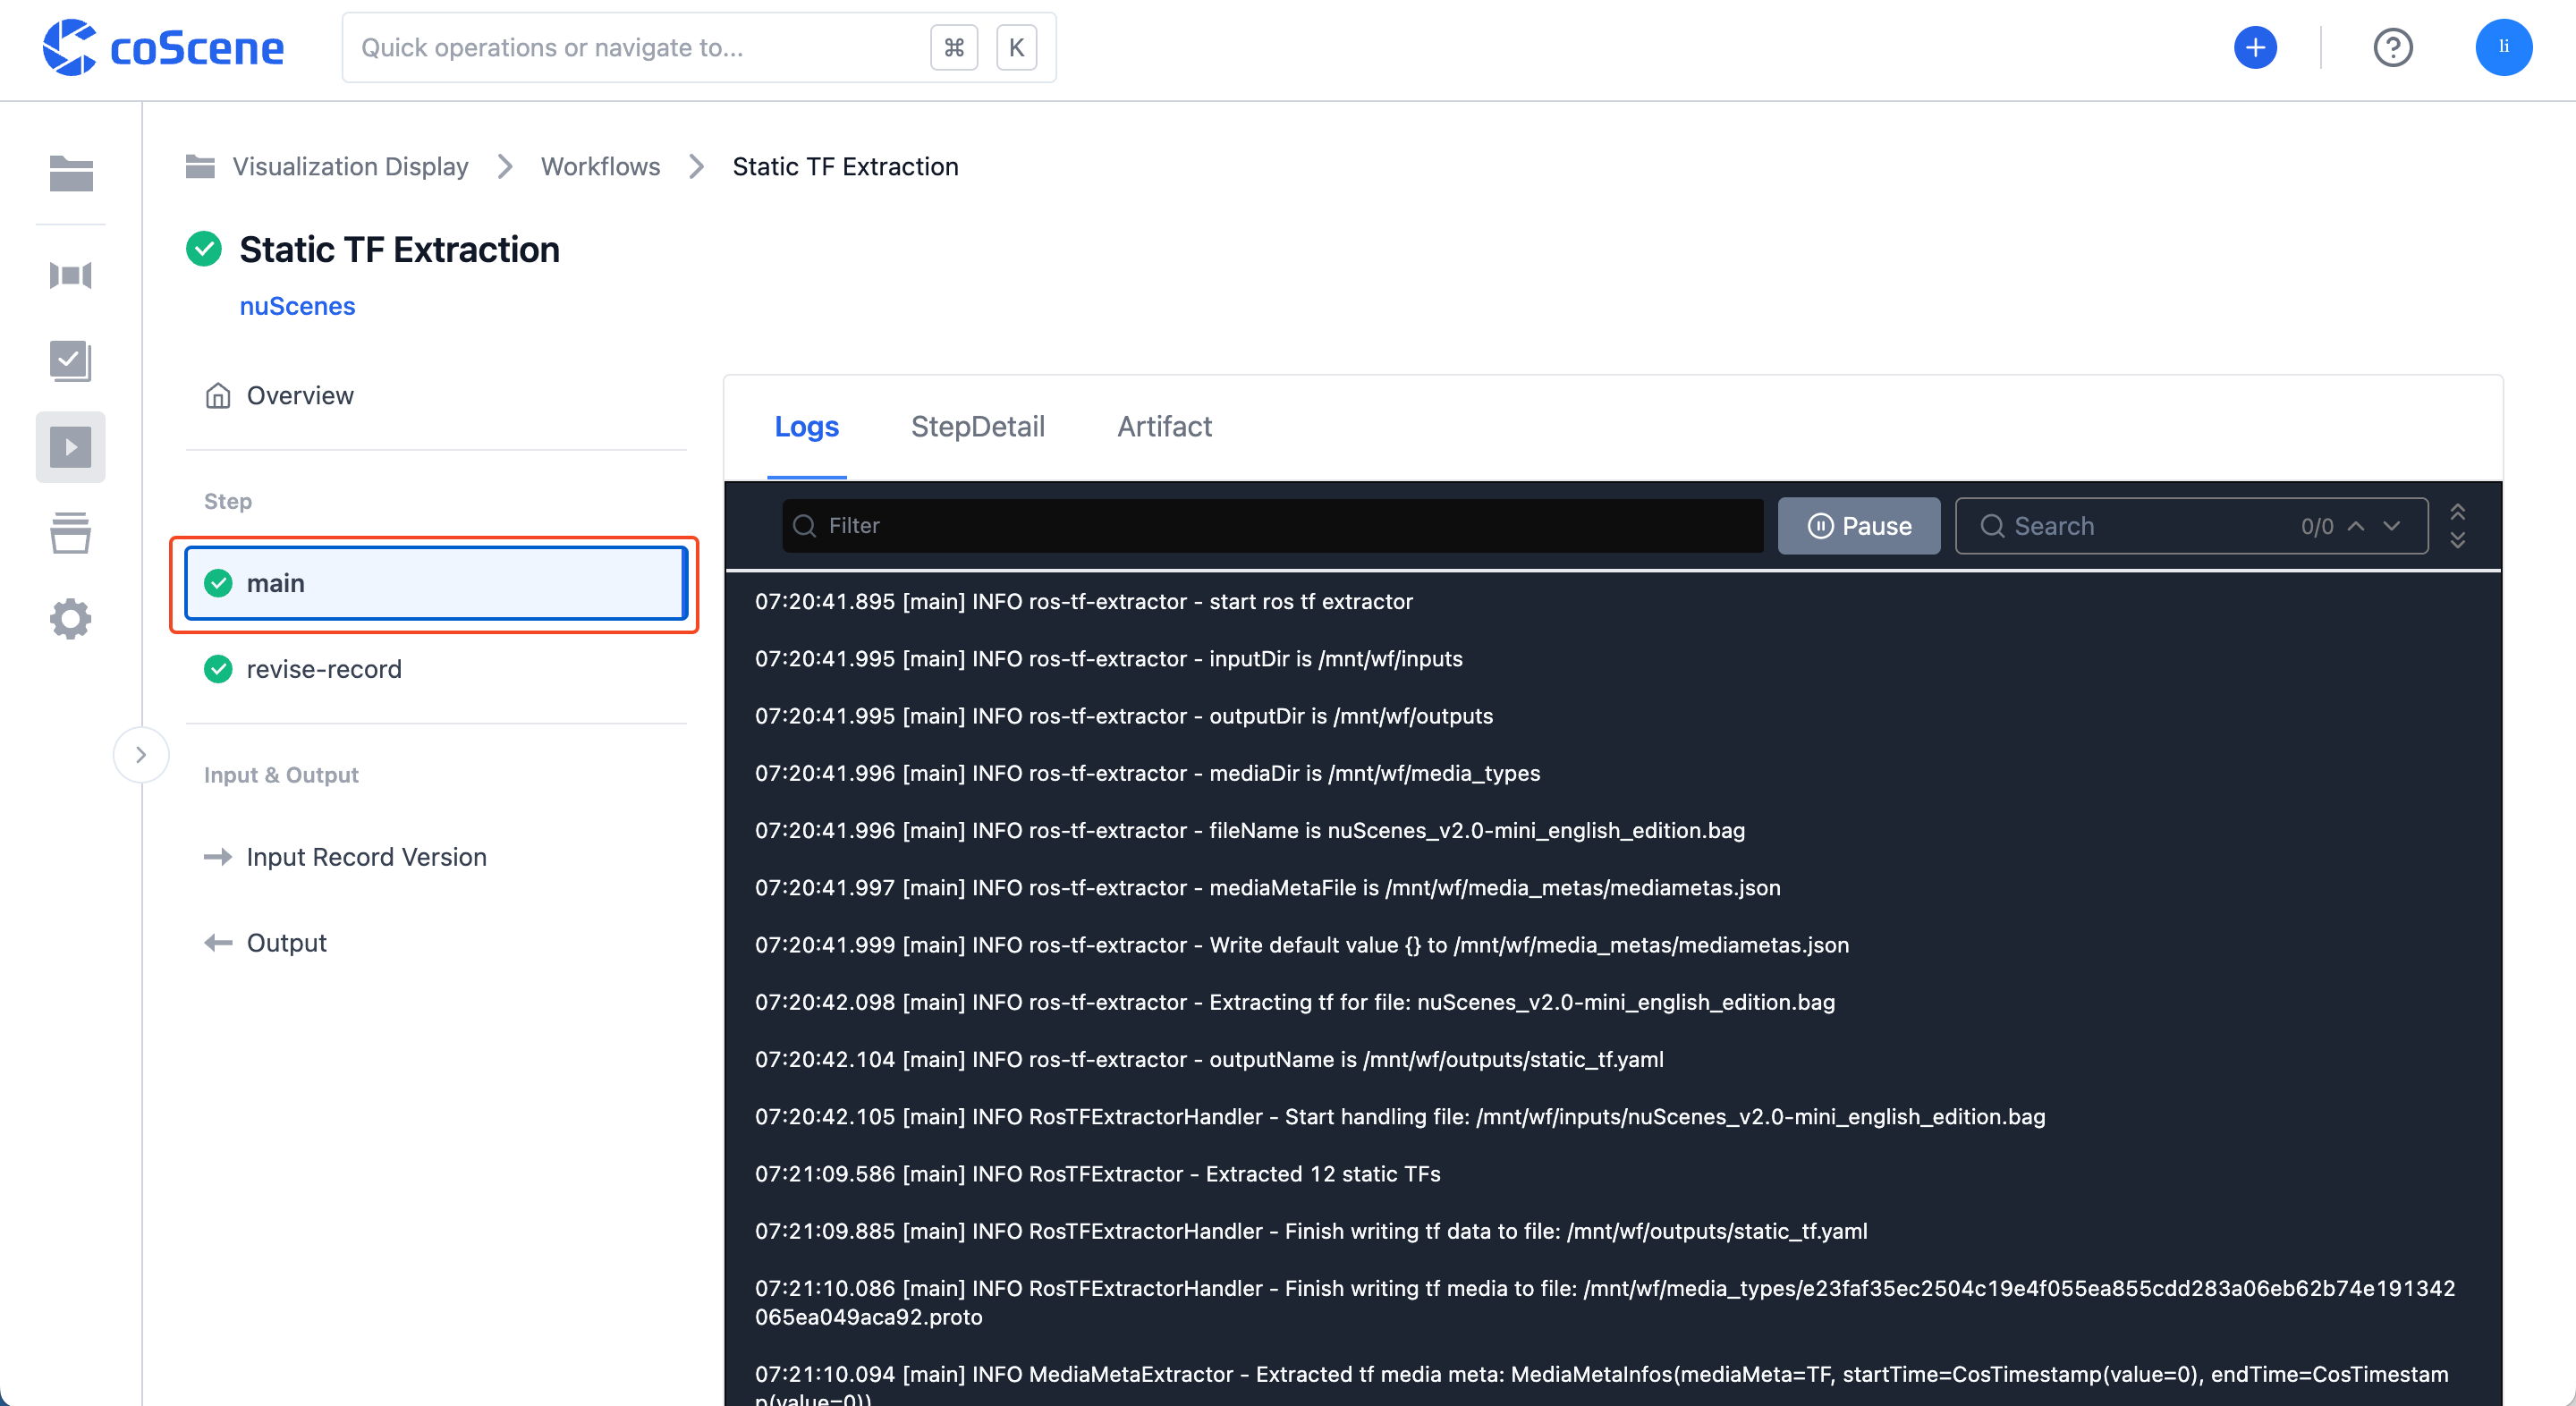 coScene
Quick operations or navigate to...
⌘ K
li
Visualization Display > Workflows > Static TF Extraction
Static TF Extraction
nuScenes
Overview
Step
main
revise-record
Input & Output
Input Record Version
Output
Logs StepDetail Artifact
Filter
Pause
Search 0/0
07:20:41.895 [main] INFO ros-tf-extractor - start ros tf extractor
07:20:41.995 [main] INFO ros-tf-extractor - inputDir is /mnt/wf/inputs
07:20:41.995 [main] INFO ros-tf-extractor - outputDir is /mnt/wf/outputs
07:20:41.996 [main] INFO ros-tf-extractor - mediaDir is /mnt/wf/media_types
07:20:41.996 [main] INFO ros-tf-extractor - fileName is nuScenes_v2.0-mini_english_edition.bag
07:20:41.997 [main] INFO ros-tf-extractor - mediaMetaFile is /mnt/wf/media_metas/mediametas.json
07:20:41.999 [main] INFO ros-tf-extractor - Write default value {} to /mnt/wf/media_metas/mediametas.json
07:20:42.098 [main] INFO ros-tf-extractor - Extracting tf for file: nuScenes_v2.0-mini_english_edition.bag
07:20:42.104 [main] INFO ros-tf-extractor - outputName is /mnt/wf/outputs/static_tf.yaml
07:20:42.105 [main] INFO RosTFExtractorHandler - Start handling file: /mnt/wf/inputs/nuScenes_v2.0-mini_english_edition.bag
07:21:09.586 [main] INFO RosTFExtractor - Extracted 12 static TFs
07:21:09.885 [main] INFO RosTFExtractorHandler - Finish writing tf data to file: /mnt/wf/outputs/static_tf.yaml
07:21:10.086 [main] INFO RosTFExtractorHandler - Finish writing tf media to file: /mnt/wf/media_types/e23faf35ec2504c19e4f055ea855cdd283a06eb62b74e191342
065ea049aca92.proto
07:21:10.094 [main] INFO MediaMetaExtractor - Extracted tf media meta: MediaMetaInfos(mediaMeta=TF, startTime=CosTimestamp(value=0), endTime=CosTimestam
p(value=0))